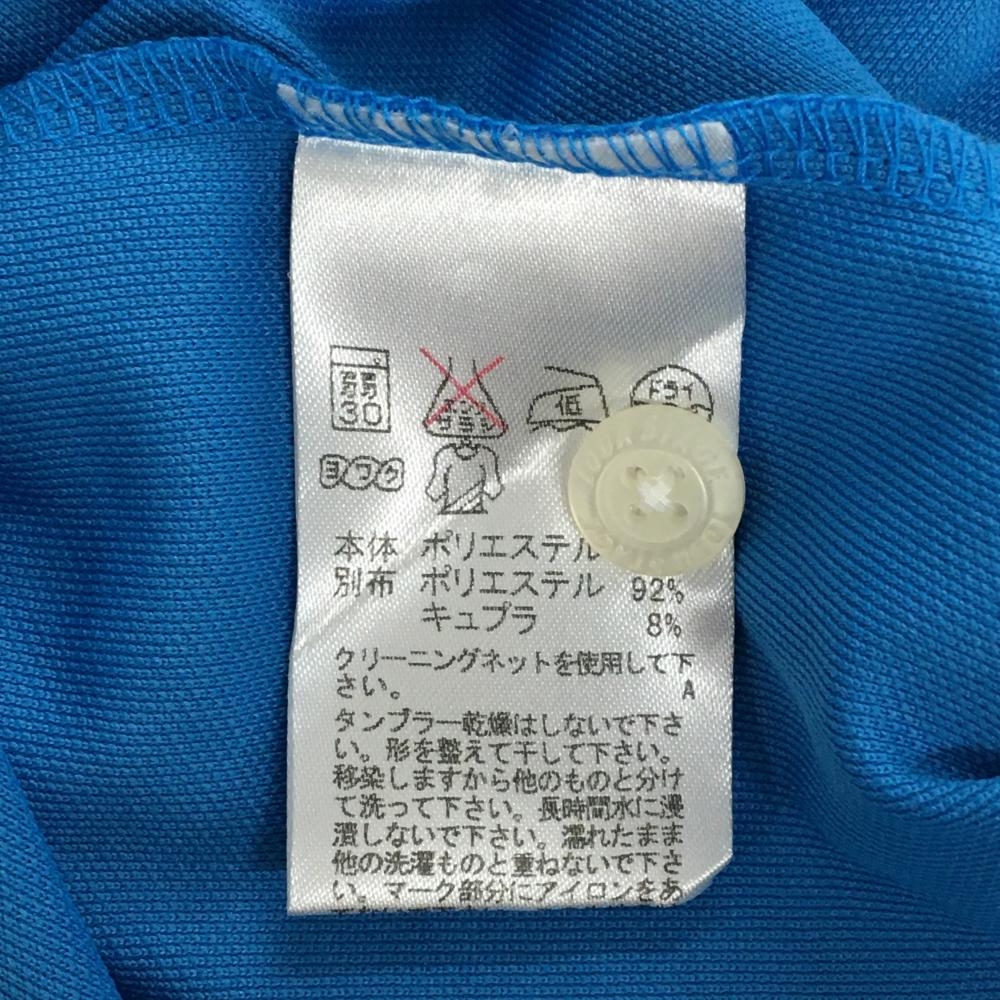 弱
30
エンソ
サラシ
低
ドライ
本体 ポリエステル
別布 ポリエステル 92%
キュプラ 8%
クリーニングネットを使用して下
さい。 A
タンブラー乾燥はしないで下さ
い。形を整えて干して下さい。
移染しますから他のものと分け
て洗って下さい。長時間水に浸
漬しないで下さい。濡れたまま
他の洗濯ものと重ねないで下さ
い。マーク部分にアイロンをあ